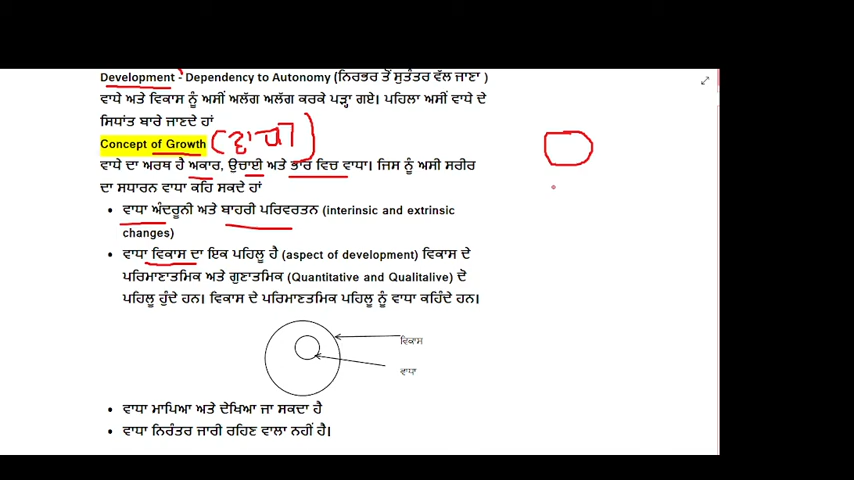 Development - Dependency to Autonomy (ਨਿਰਭਰ ਤੋਂ ਸੁਤੰਤਰ ਵੱਲ ਜਾਣਾ )
ਵਾਧੇ ਅਤੇ ਵਿਕਾਸ ਨੂੰ ਅਸੀਂ ਅਲੱਗ ਅਲੱਗ ਕਰਕੇ ਪੜ੍ਹਾ ਗਏ। ਪਹਿਲਾ ਅਸੀਂ ਵਾਧੇ ਦੇ
ਸਿਧਾਂਤ ਬਾਰੇ ਜਾਣਦੇ ਹਾਂ
Concept of Growth (ਵਾਧਾ)
ਵਾਧੇ ਦਾ ਅਰਥ ਹੈ ਅਕਾਰ, ਉਚਾਈ ਅਤੇ ਭਾਰ ਵਿਚ ਵਾਧਾ। ਜਿਸ ਨੂੰ ਅਸੀ ਸਰੀਰ
ਦਾ ਸਧਾਰਨ ਵਾਧਾ ਕਹਿ ਸਕਦੇ ਹਾਂ
• ਵਾਧਾ ਅੰਦਰੂਨੀ ਅਤੇ ਬਾਹਰੀ ਪਰਿਵਰਤਨ (interinsic and extrinsic
changes)
• ਵਾਧਾ ਵਿਕਾਸ ਦਾ ਇਕ ਪਹਿਲੂ ਹੈ (aspect of development) ਵਿਕਾਸ ਦੇ
ਪਰਿਮਾਣਾਤਮਿਕ ਅਤੇ ਗੁਣਾਤਮਿਕ (Quantitative and Qualitalive) ਦੋ
ਪਹਿਲੂ ਹੁੰਦੇ ਹਨ। ਵਿਕਾਸ ਦੇ ਪਰਿਮਾਣਤਮਿਕ ਪਹਿਲੂ ਨੂੰ ਵਾਧਾ ਕਹਿੰਦੇ ਹਨ।
ਵਿਕਾਸ
ਵਾਧਾ
• ਵਾਧਾ ਮਾਪਿਆ ਅਤੇ ਦੇਖਿਆ ਜਾ ਸਕਦਾ ਹੈ
• ਵਾਧਾ ਨਿਰੰਤਰ ਜਾਰੀ ਰਹਿਣ ਵਾਲਾ ਨਹੀਂ ਹੈ।